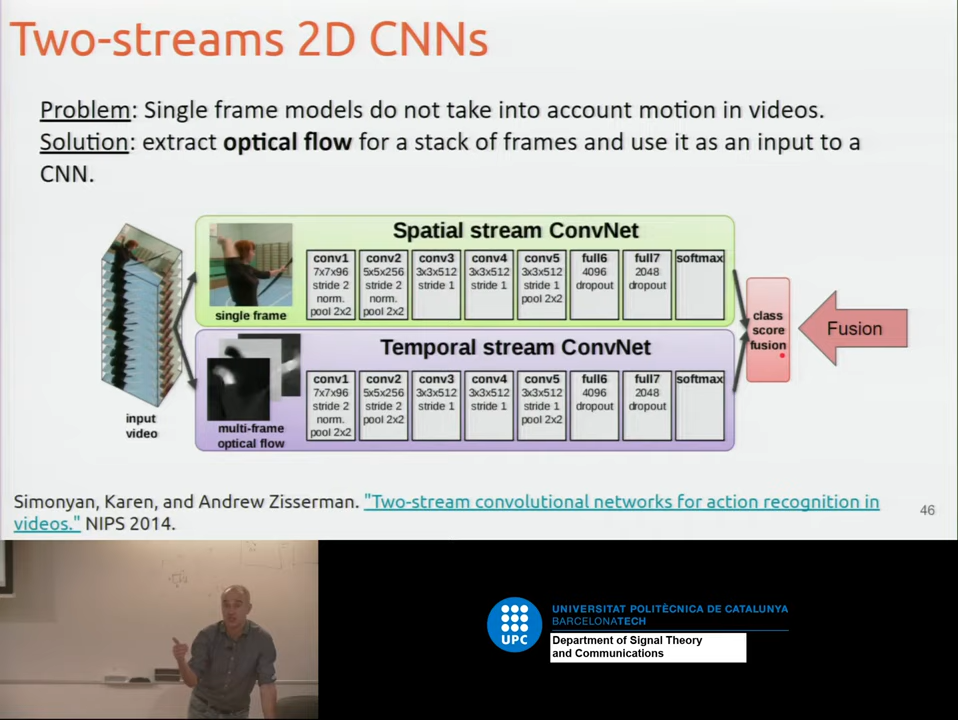 Two-streams 2D CNNs
Problem: Single frame models do not take into account motion in videos.
Solution: extract optical flow for a stack of frames and use it as an input to a
CNN.
Spatial stream ConvNet
single frame
conv1
7x7x96
stride 2
norm.
pool 2x2
conv2
5x5x256
stride 2
norm.
pool 2x2
conv3
3x3x512
stride 1
conv4
3x3x512
stride 1
conv5
3x3x512
stride 1
pool 2x2
full6
4096
dropout
full7
2048
dropout
softmax
Temporal stream ConvNet
multi-frame
optical flow
conv1
7x7x96
stride 2
norm.
pool 2x2
conv2
5x5x256
stride 2
pool 2x2
conv3
3x3x512
stride 1
conv4
3x3x512
stride 1
conv5
3x3x512
stride 1
pool 2x2
full6
4096
dropout
full7
2048
dropout
softmax
input
video
class
score
fusion
Fusion
Simonyan, Karen, and Andrew Zisserman. "Two-stream convolutional networks for action recognition in
videos." NIPS 2014.
46
UPC
UNIVERSITAT POLITÈCNICA DE CATALUNYA
BARCELONATECH
Department of Signal Theory
and Communications